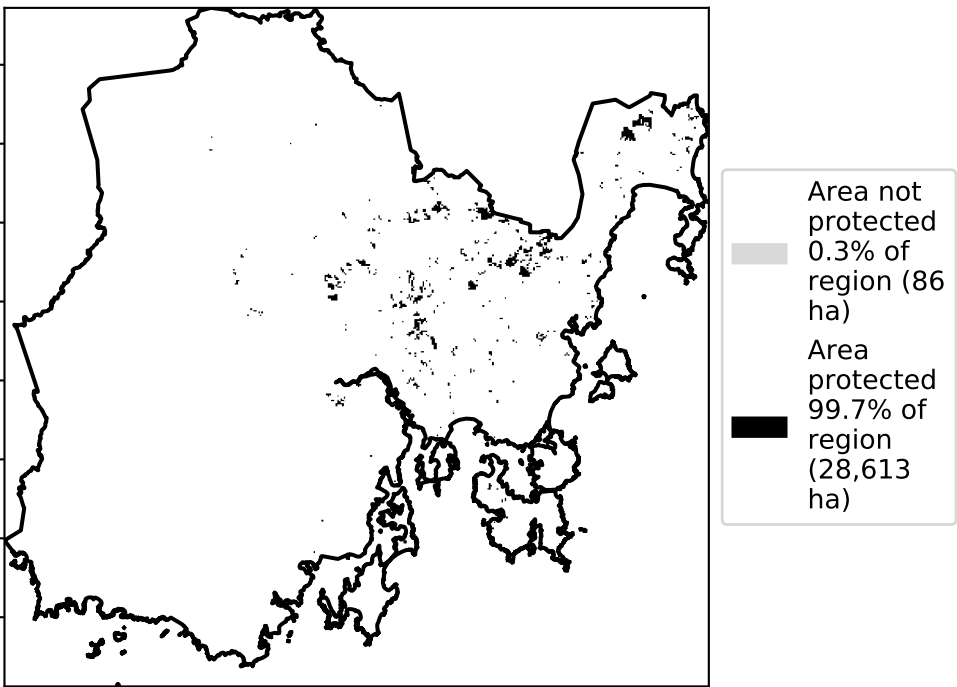 Area not
protected
0.3% of
region (86
ha)
Area
protected
99.7% of
region
(28,613
ha)